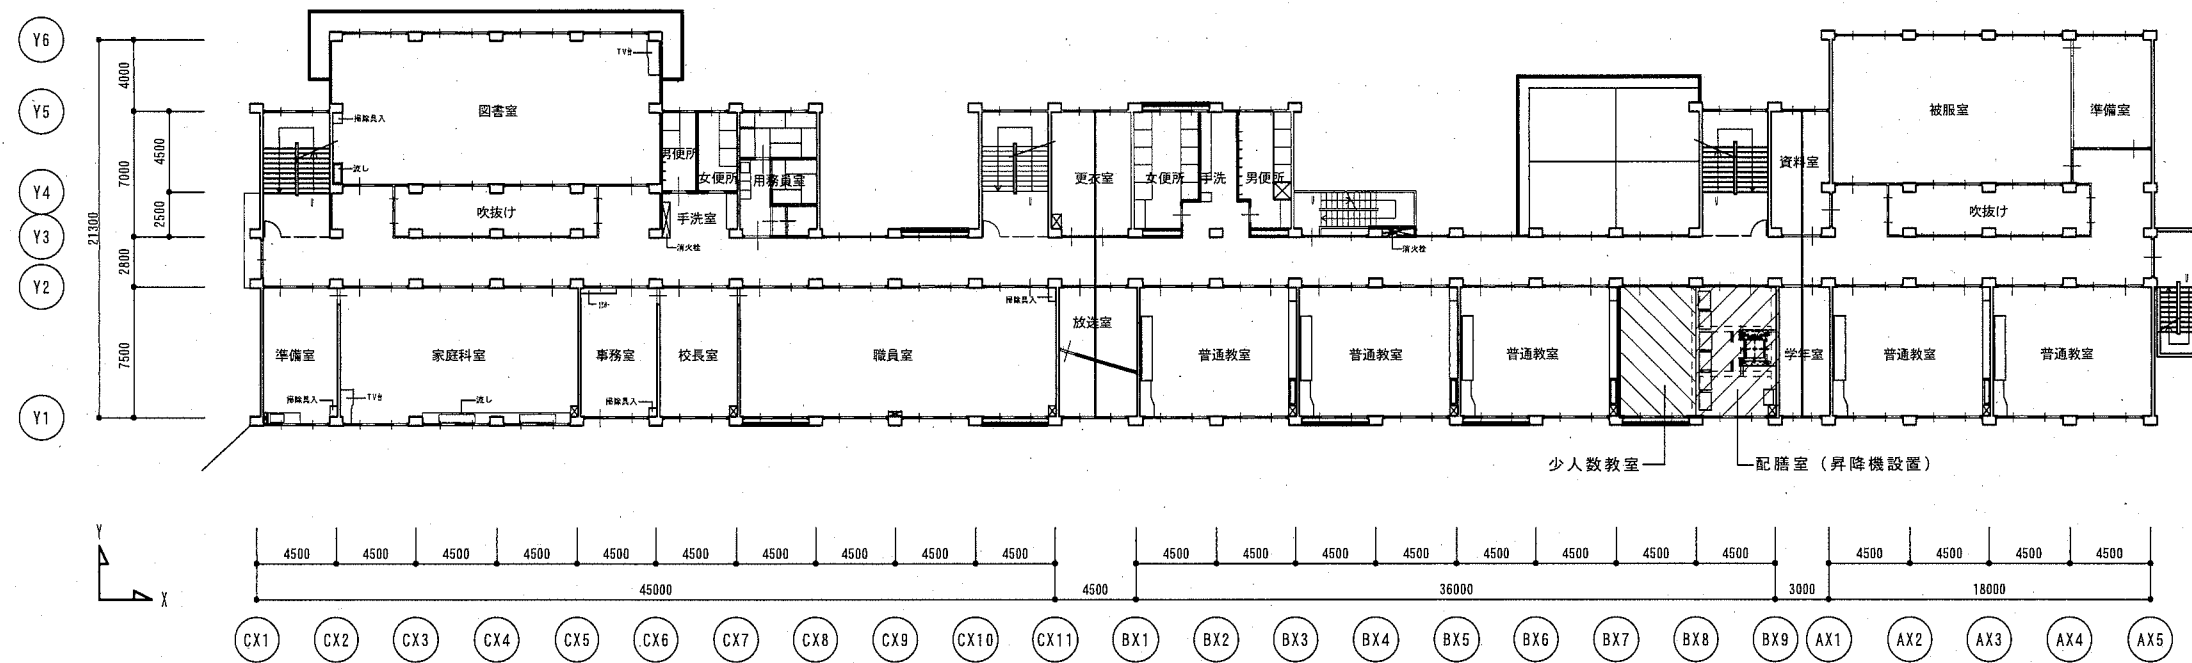 Y6
Y5
Y4
Y3
Y2
Y1
21300
4000
7000
2800
7500
4500
2500
TV台
図書室
掃除具入
流し
吹抜け
男便所
女便所
用務員室
手洗室
消火栓
更衣室
女便所
手洗
男便所
消火栓
資料室
被服室
準備室
吹抜け
準備室
掃除具入
家庭科室
TV台
流し
事務室
掃除具入
校長室
職員室
掃除具入
放送室
普通教室
普通教室
普通教室
学年室
普通教室
普通教室
少人数教室
配膳室（昇降機設置）
Y
X
4500 4500 4500 4500 4500 4500 4500 4500 4500 4500 4500 4500 4500 4500 4500 4500 4500 4500 4500 4500 4500 4500
45000 4500 36000 3000 18000
CX1 CX2 CX3 CX4 CX5 CX6 CX7 CX8 CX9 CX10 CX11 BX1 BX2 BX3 BX4 BX5 BX6 BX7 BX8 BX9 AX1 AX2 AX3 AX4 AX5